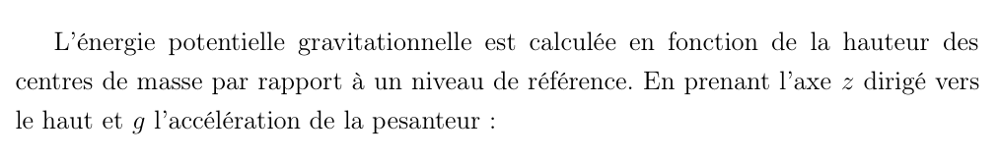 L'énergie potentielle gravitationnelle est calculée en fonction de la hauteur des
centres de masse par rapport à un niveau de référence. En prenant l'axe z dirigé vers
le haut et g l'accélération de la pesanteur :